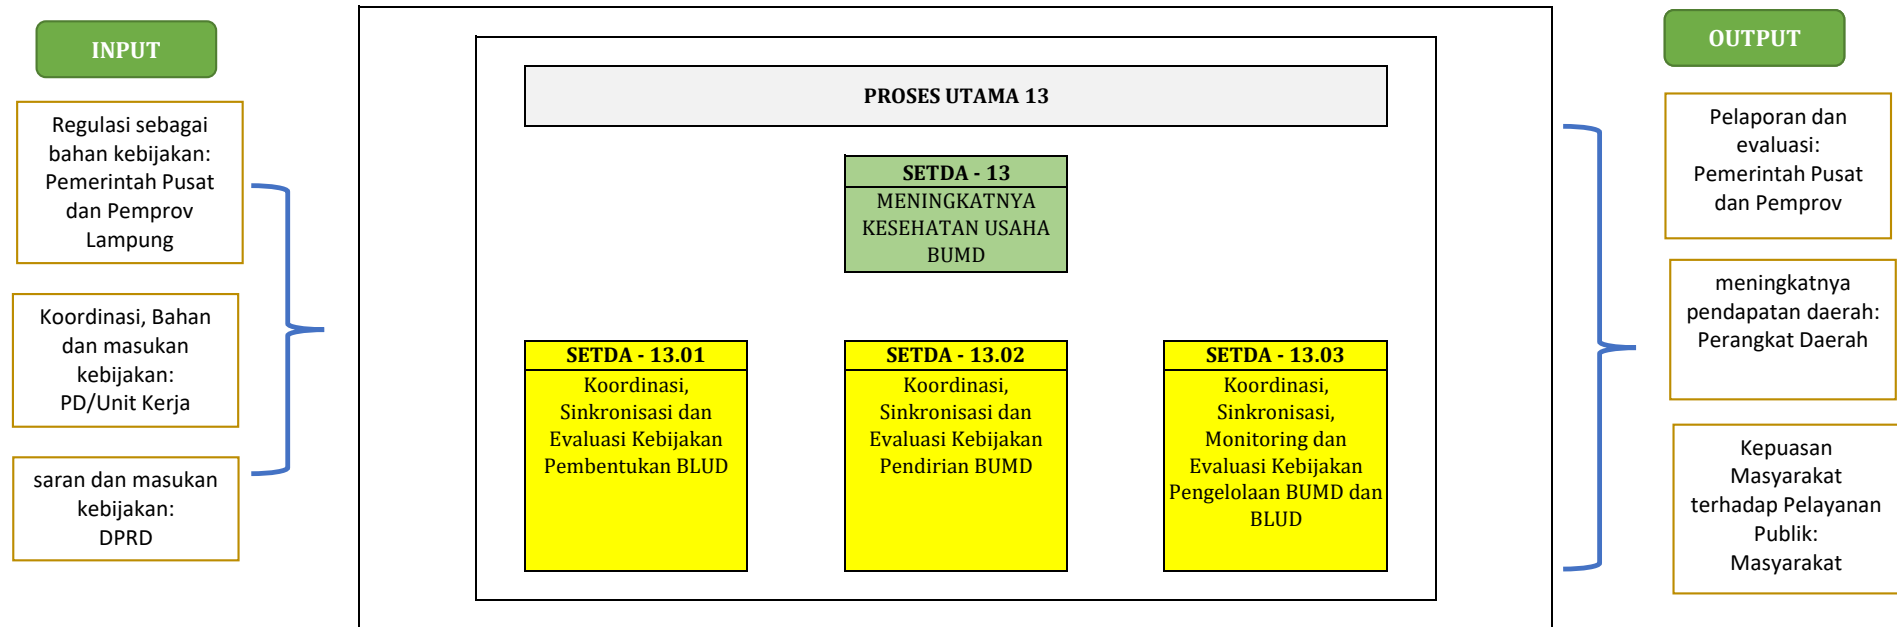 INPUT
Regulasi sebagai
bahan kebijakan:
Pemerintah Pusat
dan Pemprov
Lampung
Koordinasi, Bahan
dan masukan
kebijakan:
PD/Unit Kerja
saran dan masukan
kebijakan:
DPRD
PROSES UTAMA 13
SETDA - 13
MENINGKATNYA
KESEHATAN USAHA
BUMD
SETDA - 13.01
Koordinasi,
Sinkronisasi dan
Evaluasi Kebijakan
Pembentukan BLUD
SETDA - 13.02
Koordinasi,
Sinkronisasi dan
Evaluasi Kebijakan
Pendirian BUMD
SETDA - 13.03
Koordinasi,
Sinkronisasi,
Monitoring dan
Evaluasi Kebijakan
Pengelolaan BUMD dan
BLUD
OUTPUT
Pelaporan dan
evaluasi:
Pemerintah Pusat
dan Pemprov
meningkatnya
pendapatan daerah:
Perangkat Daerah
Kepuasan
Masyarakat
terhadap Pelayanan
Publik:
Masyarakat